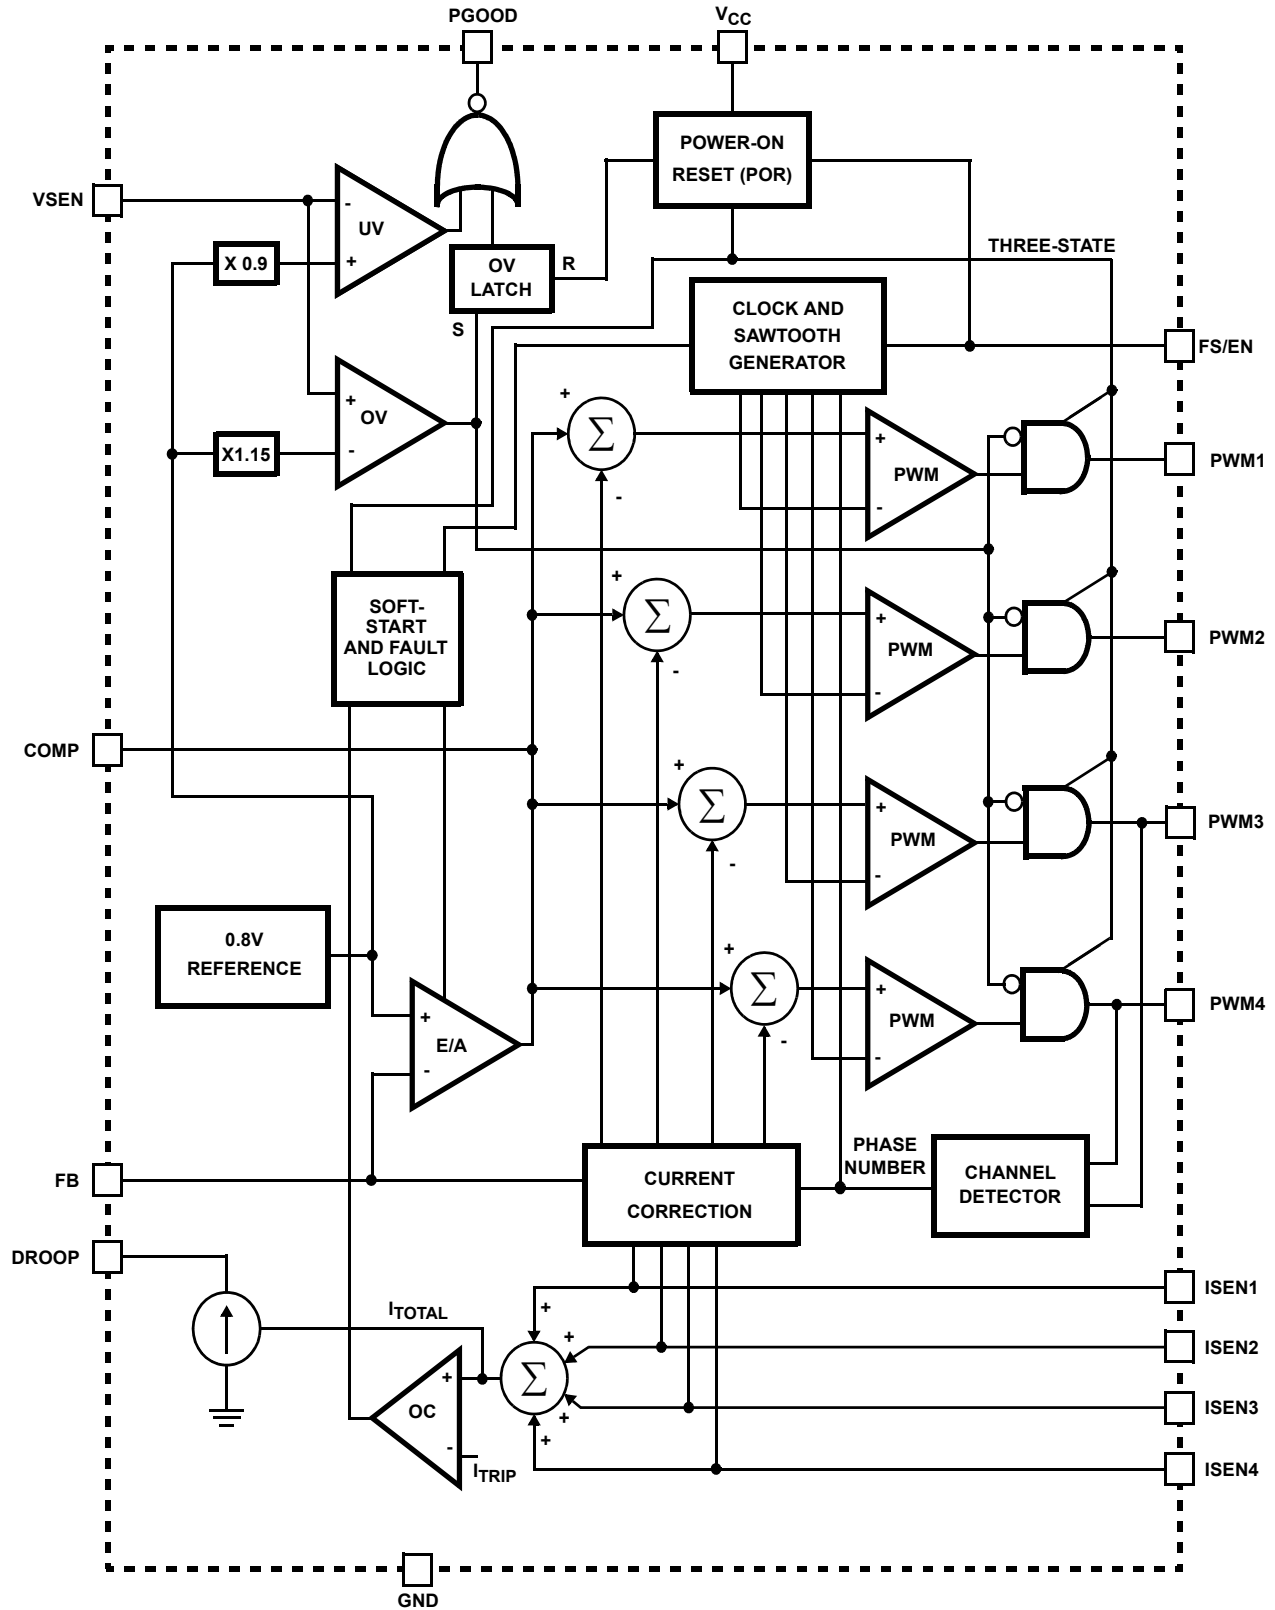 PGOOD
VCC
POWER-ON
RESET (POR)
VSEN
-
UV
+
X 0.9
OV
LATCH
R
S
THREE-STATE
CLOCK AND
SAWTOOTH
GENERATOR
FS/EN
+
OV
-
X1.15
+
Σ
-
+
PWM
-
PWM1
SOFT-
START
AND FAULT
LOGIC
+
Σ
-
+
PWM
-
PWM2
COMP
+
Σ
-
+
PWM
-
PWM3
0.8V
REFERENCE
+
E/A
-
+
Σ
-
+
PWM
-
PWM4
FB
CURRENT
CORRECTION
PHASE
NUMBER
CHANNEL
DETECTOR
DROOP
ITOTAL
+
OC
-
ITRIP
Σ
+
+
+
+
ISEN1
ISEN2
ISEN3
ISEN4
GND